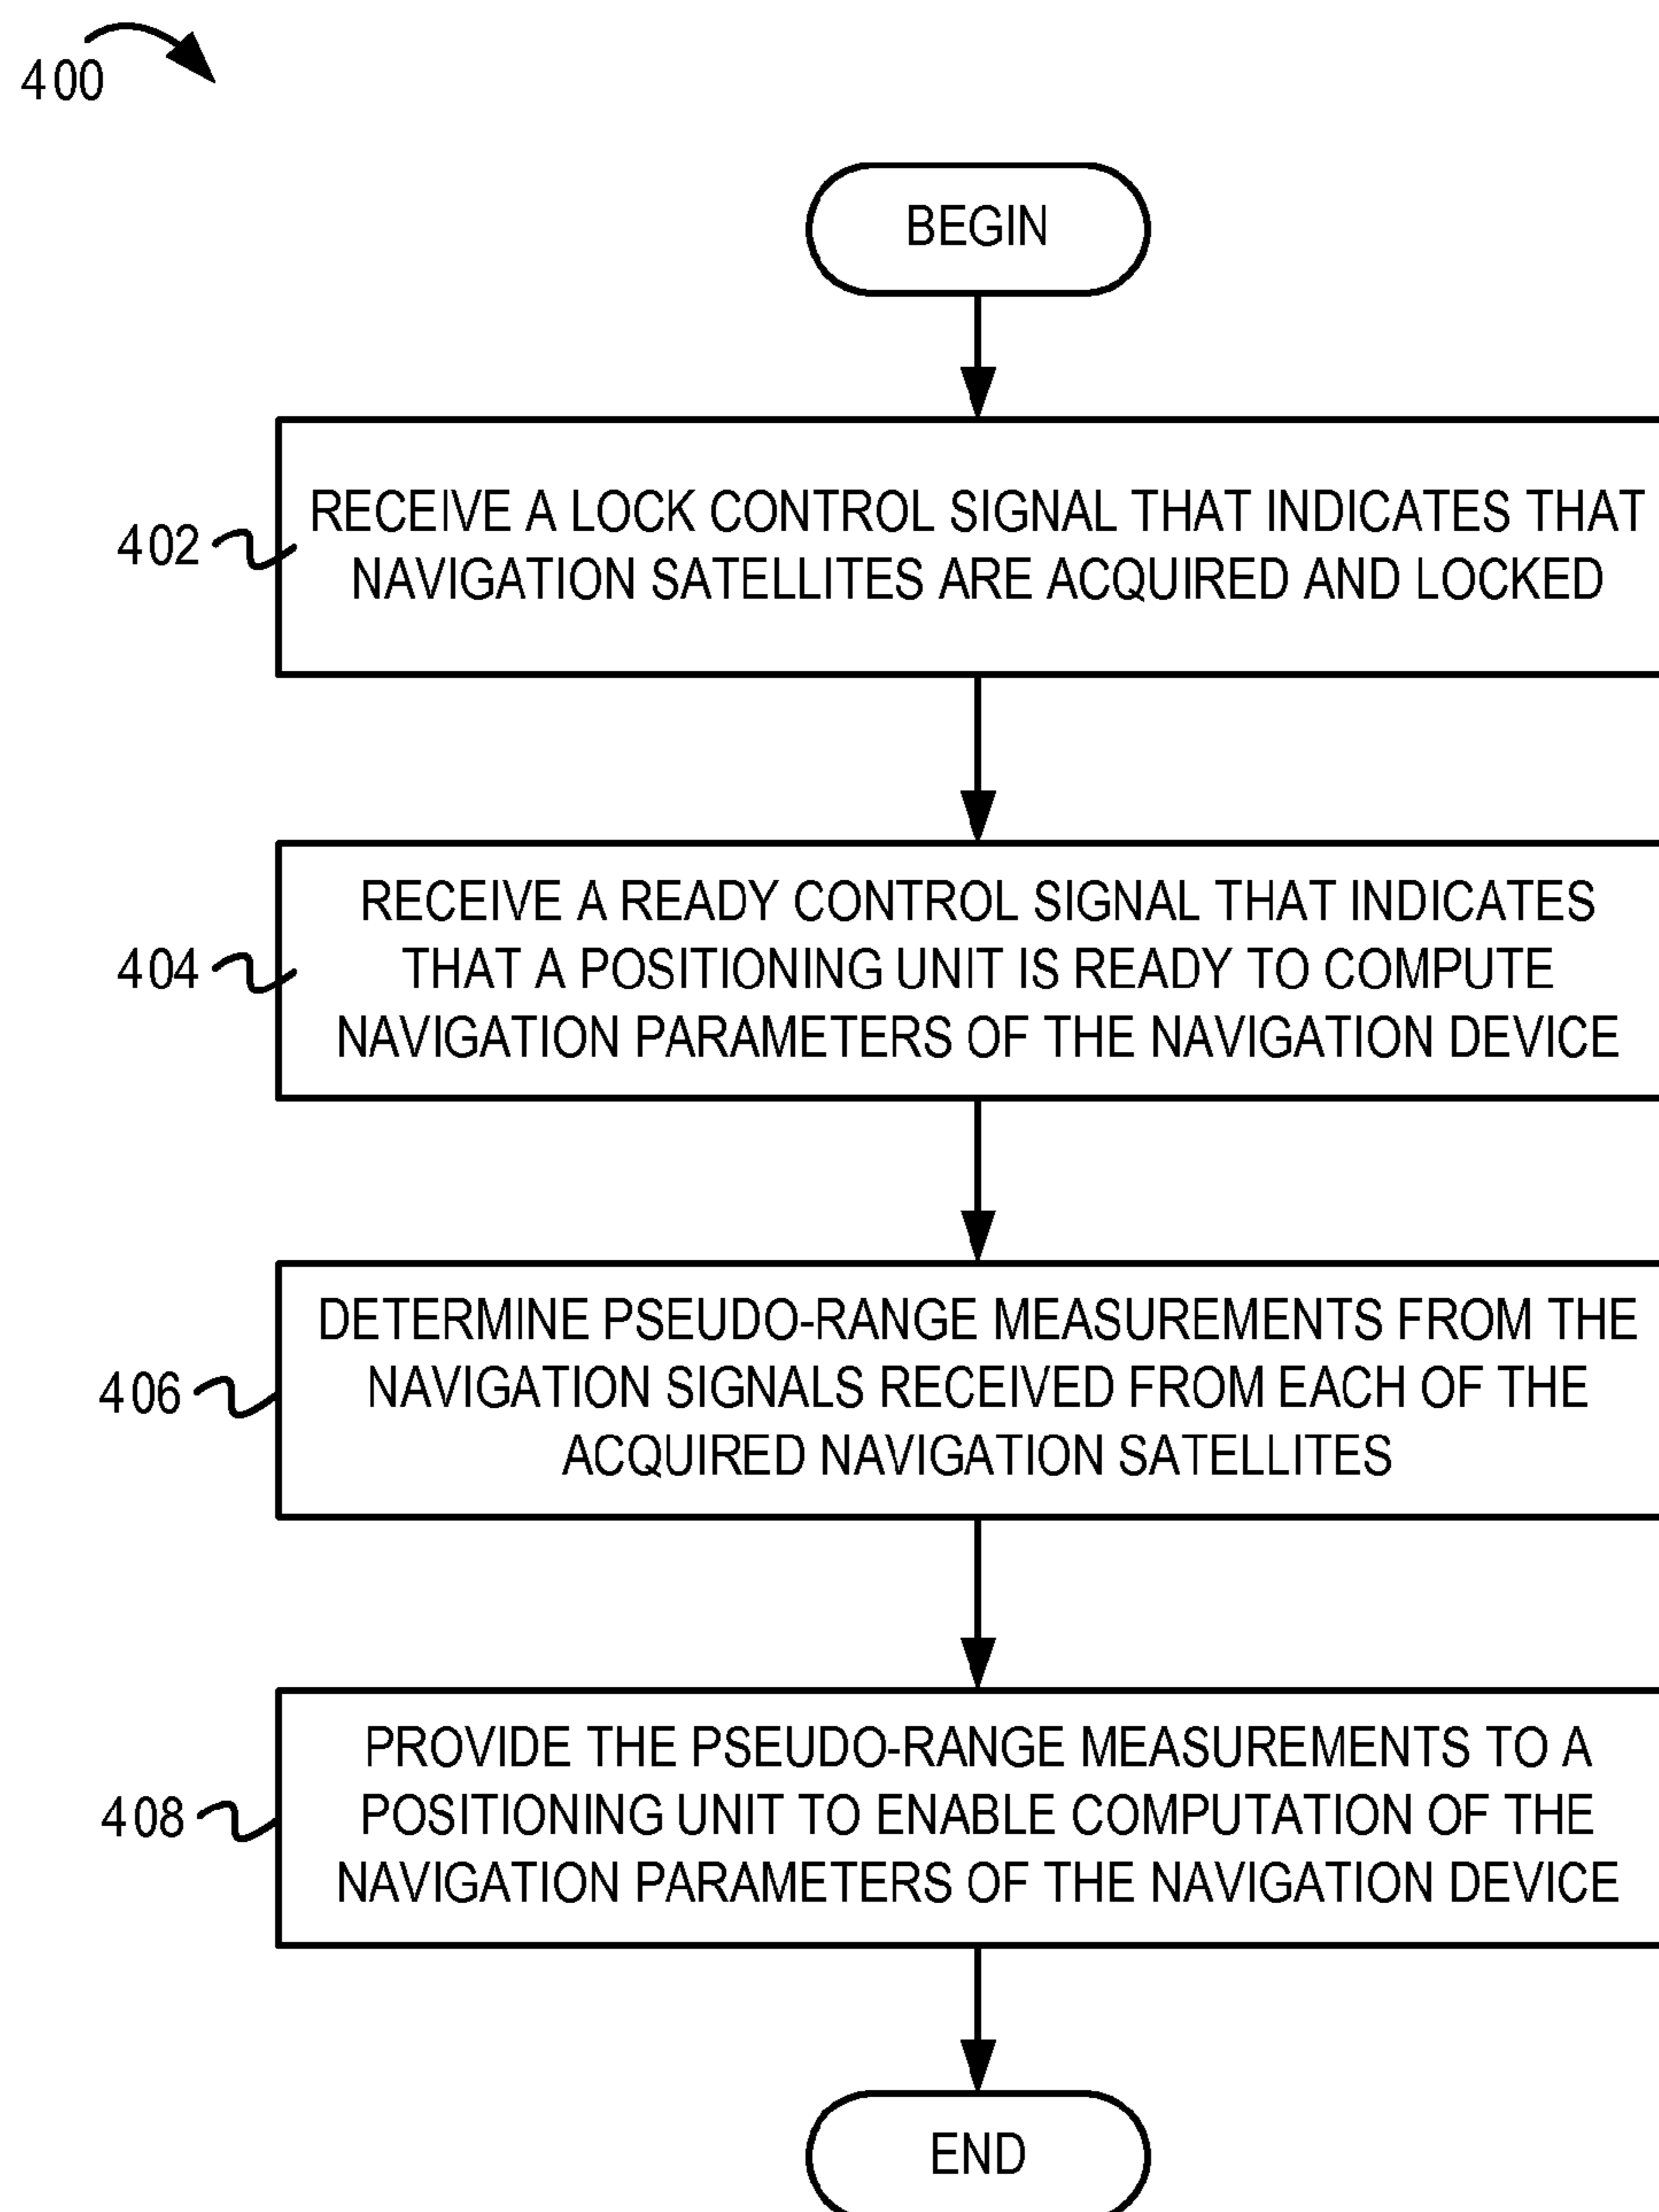 400
BEGIN
402
RECEIVE A LOCK CONTROL SIGNAL THAT INDICATES THAT
NAVIGATION SATELLITES ARE ACQUIRED AND LOCKED
404
RECEIVE A READY CONTROL SIGNAL THAT INDICATES
THAT A POSITIONING UNIT IS READY TO COMPUTE
NAVIGATION PARAMETERS OF THE NAVIGATION DEVICE
406
DETERMINE PSEUDO-RANGE MEASUREMENTS FROM THE
NAVIGATION SIGNALS RECEIVED FROM EACH OF THE
ACQUIRED NAVIGATION SATELLITES
408
PROVIDE THE PSEUDO-RANGE MEASUREMENTS TO A
POSITIONING UNIT TO ENABLE COMPUTATION OF THE
NAVIGATION PARAMETERS OF THE NAVIGATION DEVICE
END